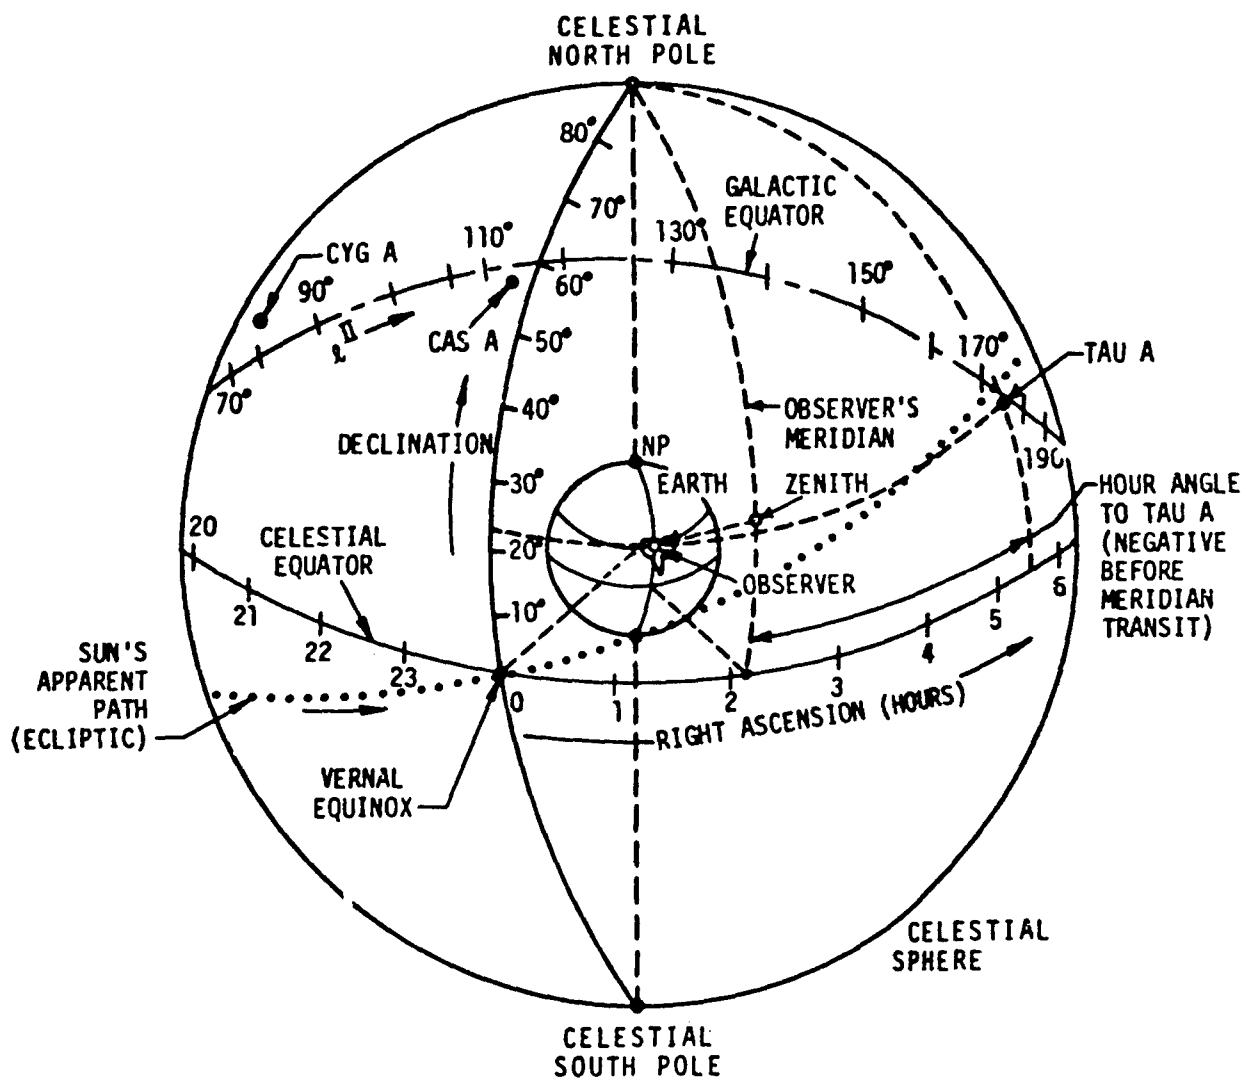 CELESTIAL
NORTH POLE
80°
70°
GALACTIC
EQUATOR
110°
130°
CYG A
90°
60°
150°
ℓ II
CAS A
50°
170°
TAU A
70°
40°
OBSERVER'S
MERIDIAN
DECLINATION
NP
190
30°
EARTH
ZENITH
HOUR ANGLE
TO TAU A
(NEGATIVE
BEFORE
MERIDIAN
TRANSIT)
20
CELESTIAL
EQUATOR
20°
OBSERVER
10°
21
22
23
0
1
2
3
4
5
6
SUN'S
APPARENT
PATH
(ECLIPTIC)
RIGHT ASCENSION (HOURS)
VERNAL
EQUINOX
CELESTIAL
SPHERE
CELESTIAL
SOUTH POLE